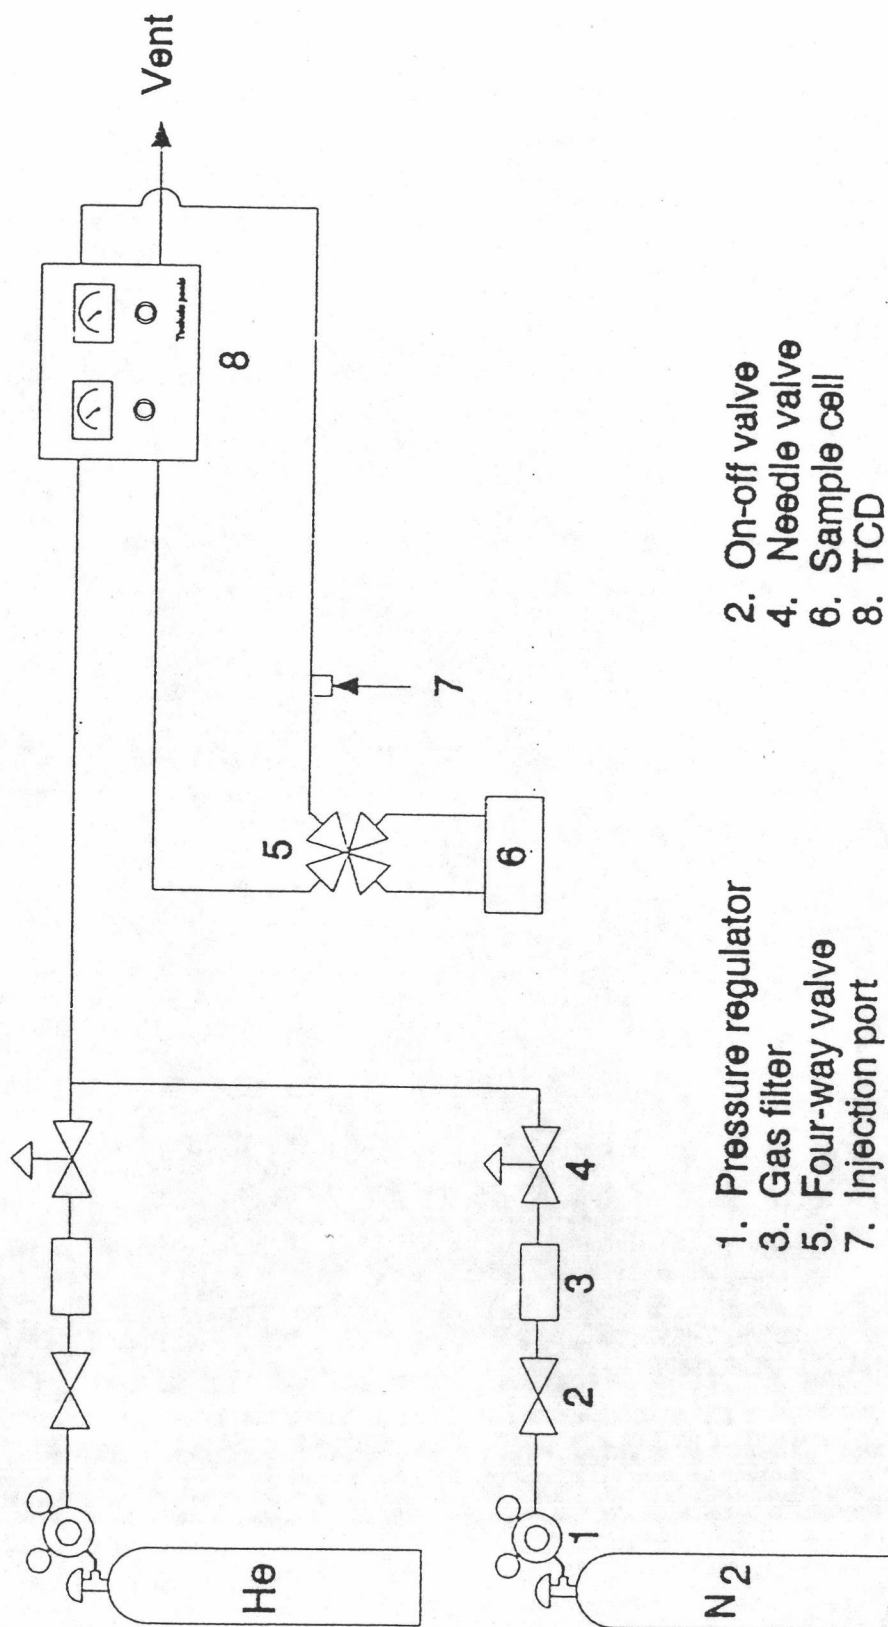 Vent
8
5
7
6
4
3
2
1
He
N2
1. Pressure regulator
2. On-off valve
3. Gas filter
4. Needle valve
5. Four-way valve
6. Sample cell
7. Injection port
8. TCD